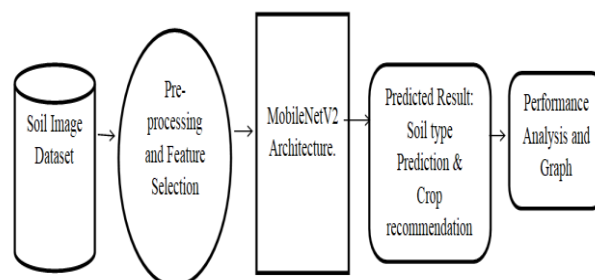 Soil Image
Dataset
Pre-
processing
and Feature
Selection
MobileNetV2
Architecture.
Predicted Result:
Soil type
Prediction &
Crop
recommendation
Performance
Analysis and
Graph